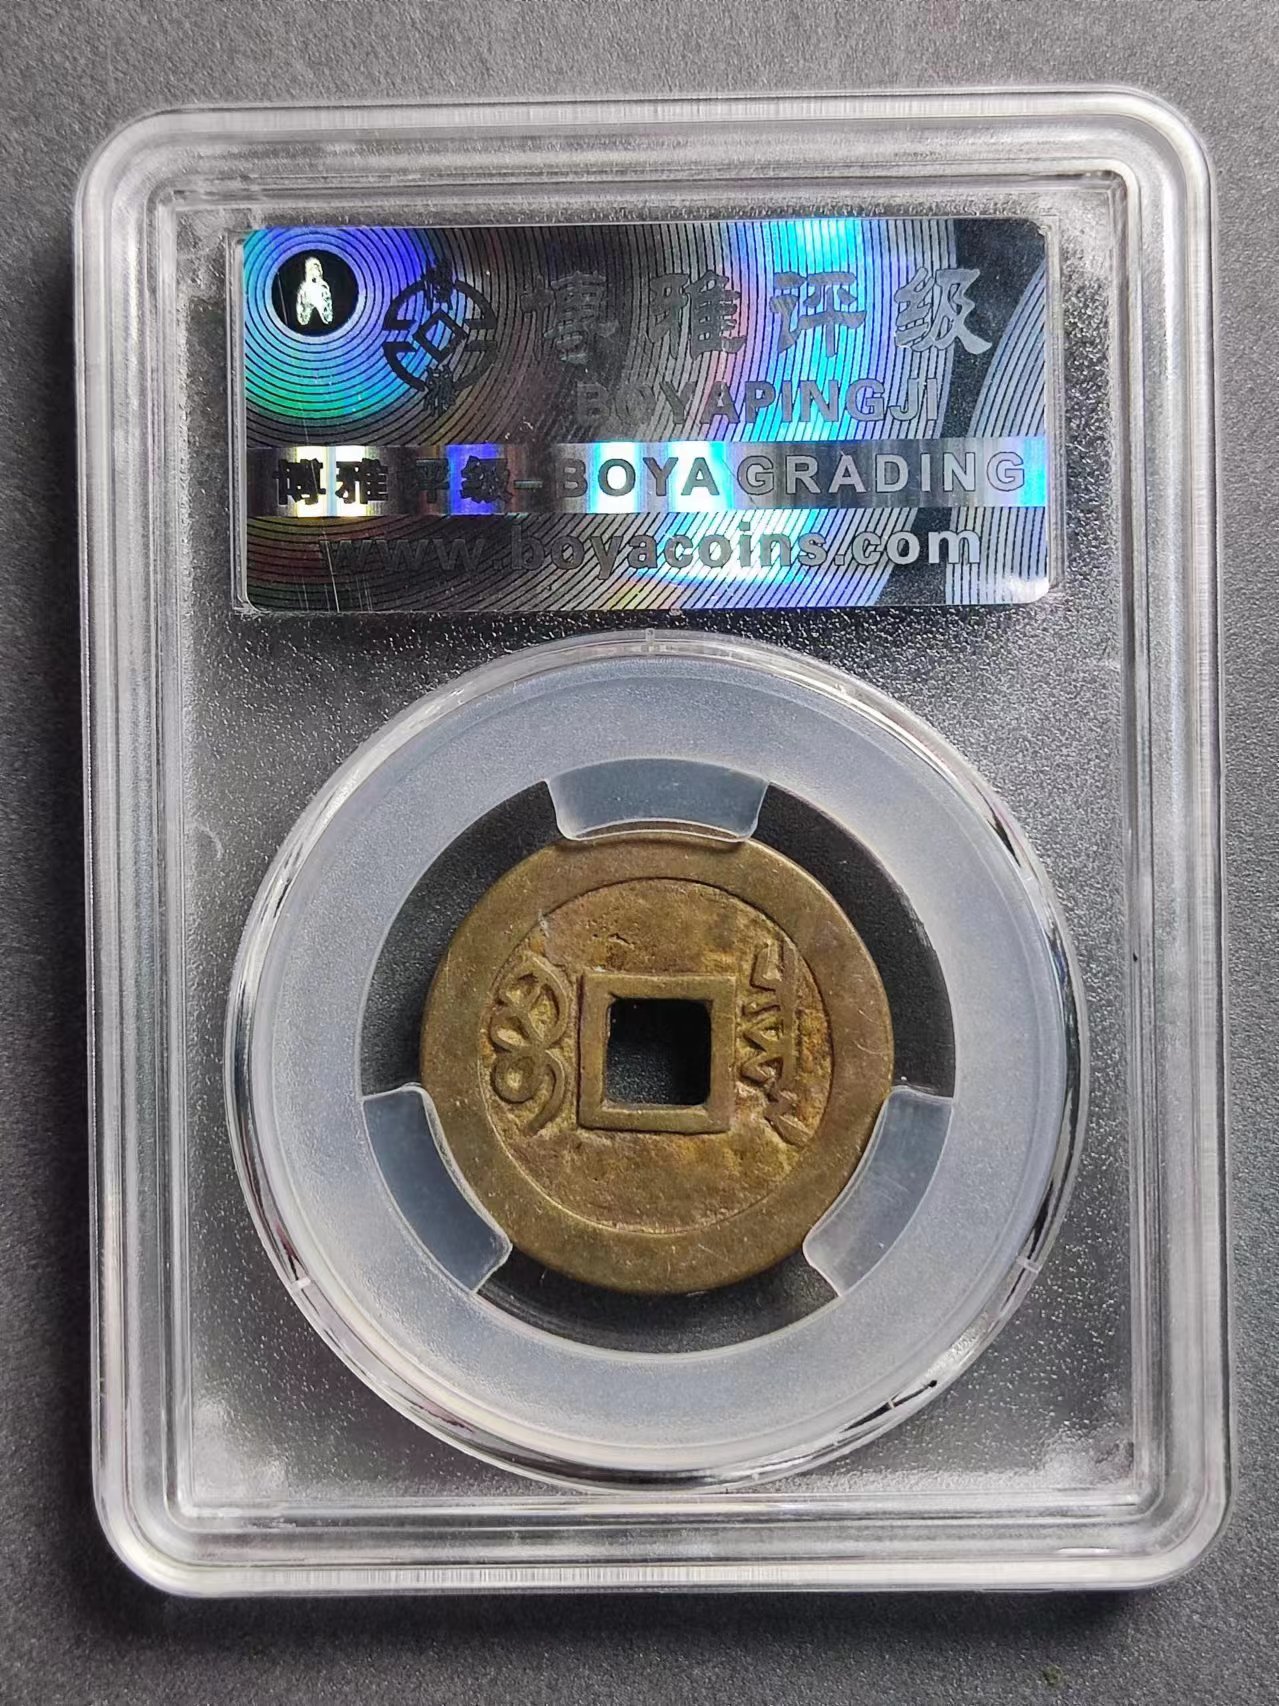 博雅评级
BOYAPINGJI
博雅评级-BOYA GRADING
www.boyacoins.com